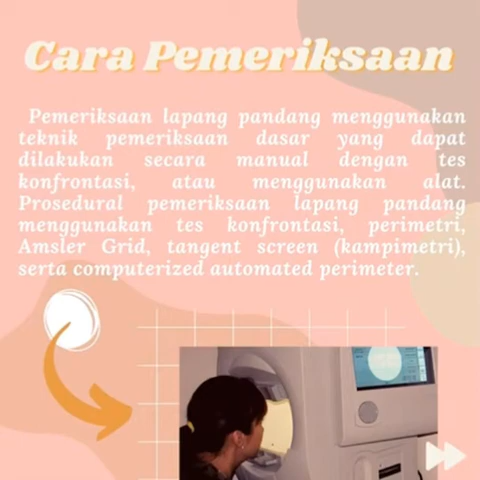 Cara Pemeriksaan
Pemeriksaan lapang pandang menggunakan
teknik pemeriksaan dasar yang dapat
dilakukan secara manual dengan tes
konfrontasi, atau menggunakan alat.
Prosedural pemeriksaan lapang pandang
menggunakan tes konfrontasi, perimetri,
Amsler Grid, tangent screen (kampimetri),
serta computerized automated perimeter.